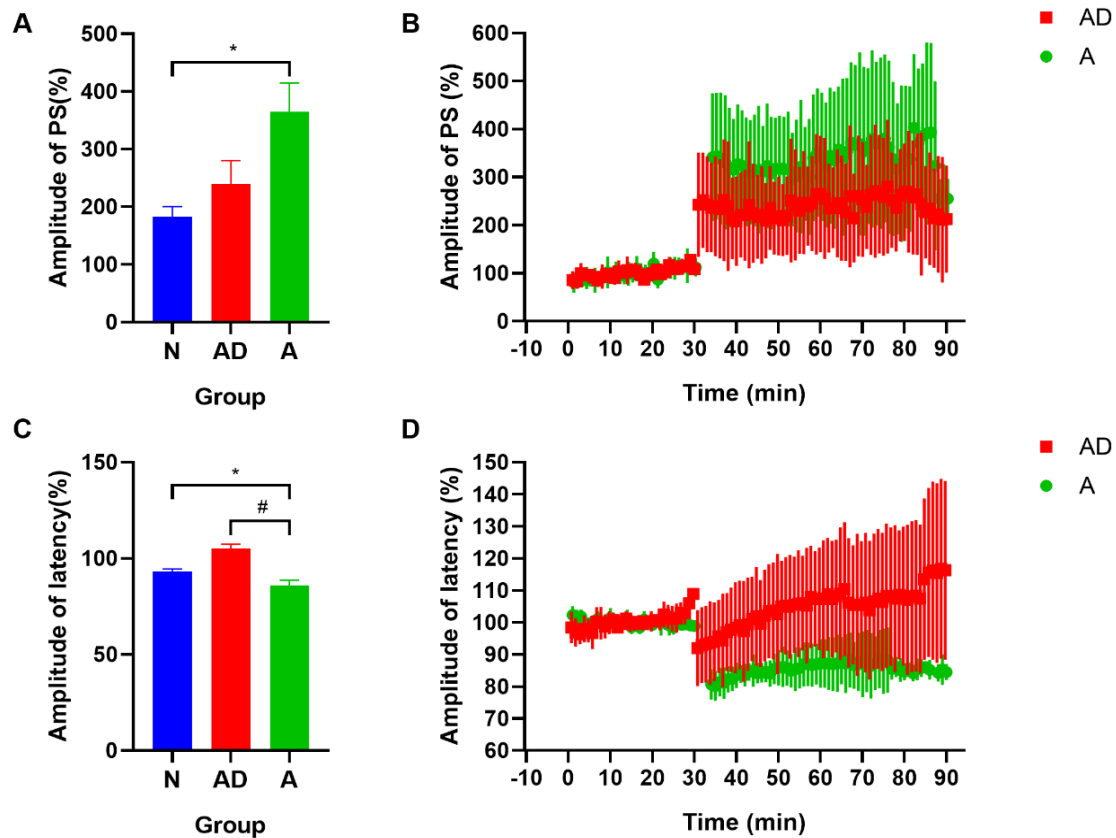 A
Amplitude of PS(%)
500
400
300
200
100
0
*
N AD A
Group
B
Amplitude of PS (%)
600
500
400
300
200
100
0
-10 0 10 20 30 40 50 60 70 80 90
Time (min)
AD
A
C
Amplitude of latency(%)
150
100
50
0
*
#
N AD A
Group
D
Amplitude of latency (%)
150
140
130
120
110
100
90
80
70
60
-10 0 10 20 30 40 50 60 70 80 90
Time (min)
AD
A